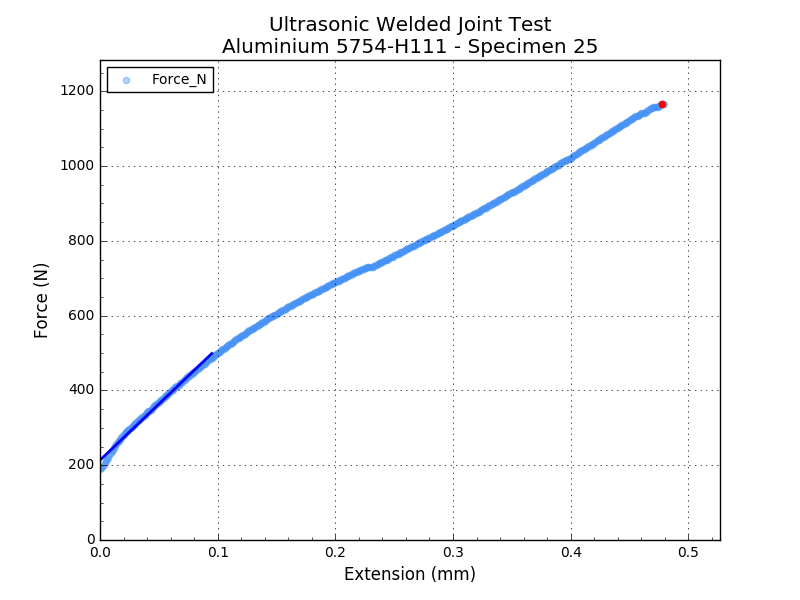 Ultrasonic Welded Joint Test
Aluminium 5754-H111 - Specimen 25
Force_N
1200
1000
800
600
400
200
0
0.0 0.1 0.2 0.3 0.4 0.5
Force (N)
Extension (mm)